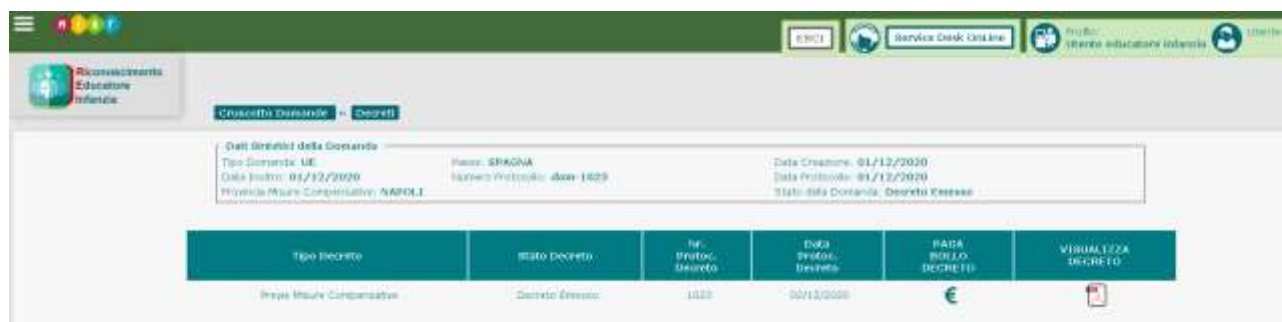 MIUR
ESCI
Service Desk OnLine
Profilo:
Utente educatore infanzia
Utente
Riconoscimento
Educatore
Infanzia
Cruscotto Domande » Decreti
Dati Sintetici della Domanda
Tipo Domanda: UE Paese: SPAGNA Data Creazione: 01/12/2020
Data Inoltro: 01/12/2020 Numero Protocollo: dom-1023 Data Protocollo: 01/12/2020
Provincia Misure Compensative: NAPOLI Stato della Domanda: Decreto Emesso
Tipo Decreto Stato Decreto Nr. Protoc. Decreto Data Protoc. Decreto PAGA BOLLO DECRETO VISUALIZZA DECRETO
Misure Compensative Decreto Emesso 1023 02/12/2020 €